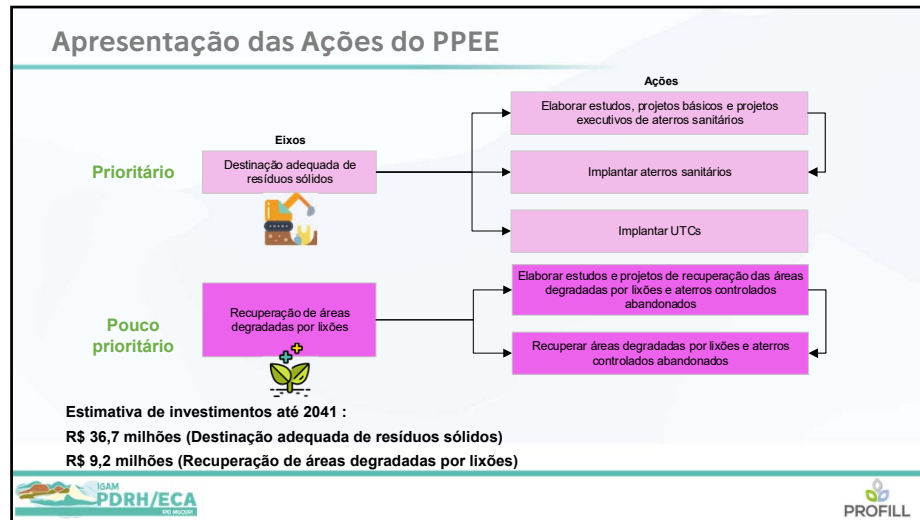 Apresentação das Ações do PPEE
Ações
Elaborar estudos, projetos básicos e projetos
executivos de aterros sanitários
Eixos
Prioritário
Destinação adequada de
resíduos sólidos
Implantar aterros sanitários
Implantar UTCs
Elaborar estudos e projetos de recuperação das áreas
degradadas por lixões e aterros controlados
abandonados
Pouco
prioritário
Recuperação de áreas
degradadas por lixões
Recuperar áreas degradadas por lixões e aterros
controlados abandonados
Estimativa de investimentos até 2041 :
R$ 36,7 milhões (Destinação adequada de resíduos sólidos)
R$ 9,2 milhões (Recuperação de áreas degradadas por lixões)
IGAM
PDRH/ECA
PROFILL